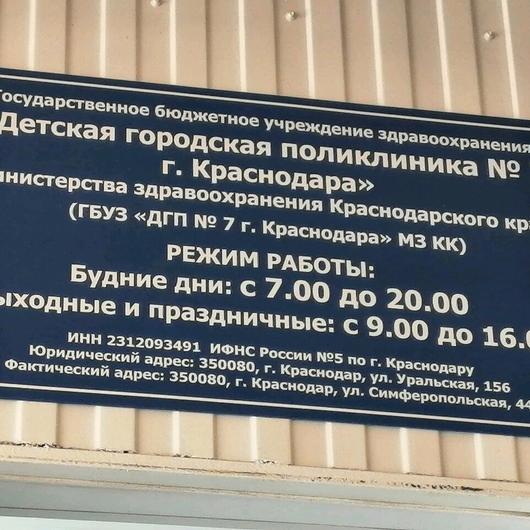 Государственное бюджетное учреждение здравоохранения
Детская городская поликлиника №
г. Краснодара»
инистерства здравоохранения Краснодарского кр
(ГБУЗ «ДГП № 7 г. Краснодара» МЗ КК)
РЕЖИМ РАБОТЫ:
Будние дни: с 7.00 до 20.00
ыходные и праздничные: с 9.00 до 16.0
ИНН 2312093491 ИФНС России №5 по г. Краснодару
Юридический адрес: 350080, г. Краснодар, ул. Уральская, 156
Фактический адрес: 350080, г. Краснодар, ул. Симферопольская, 44